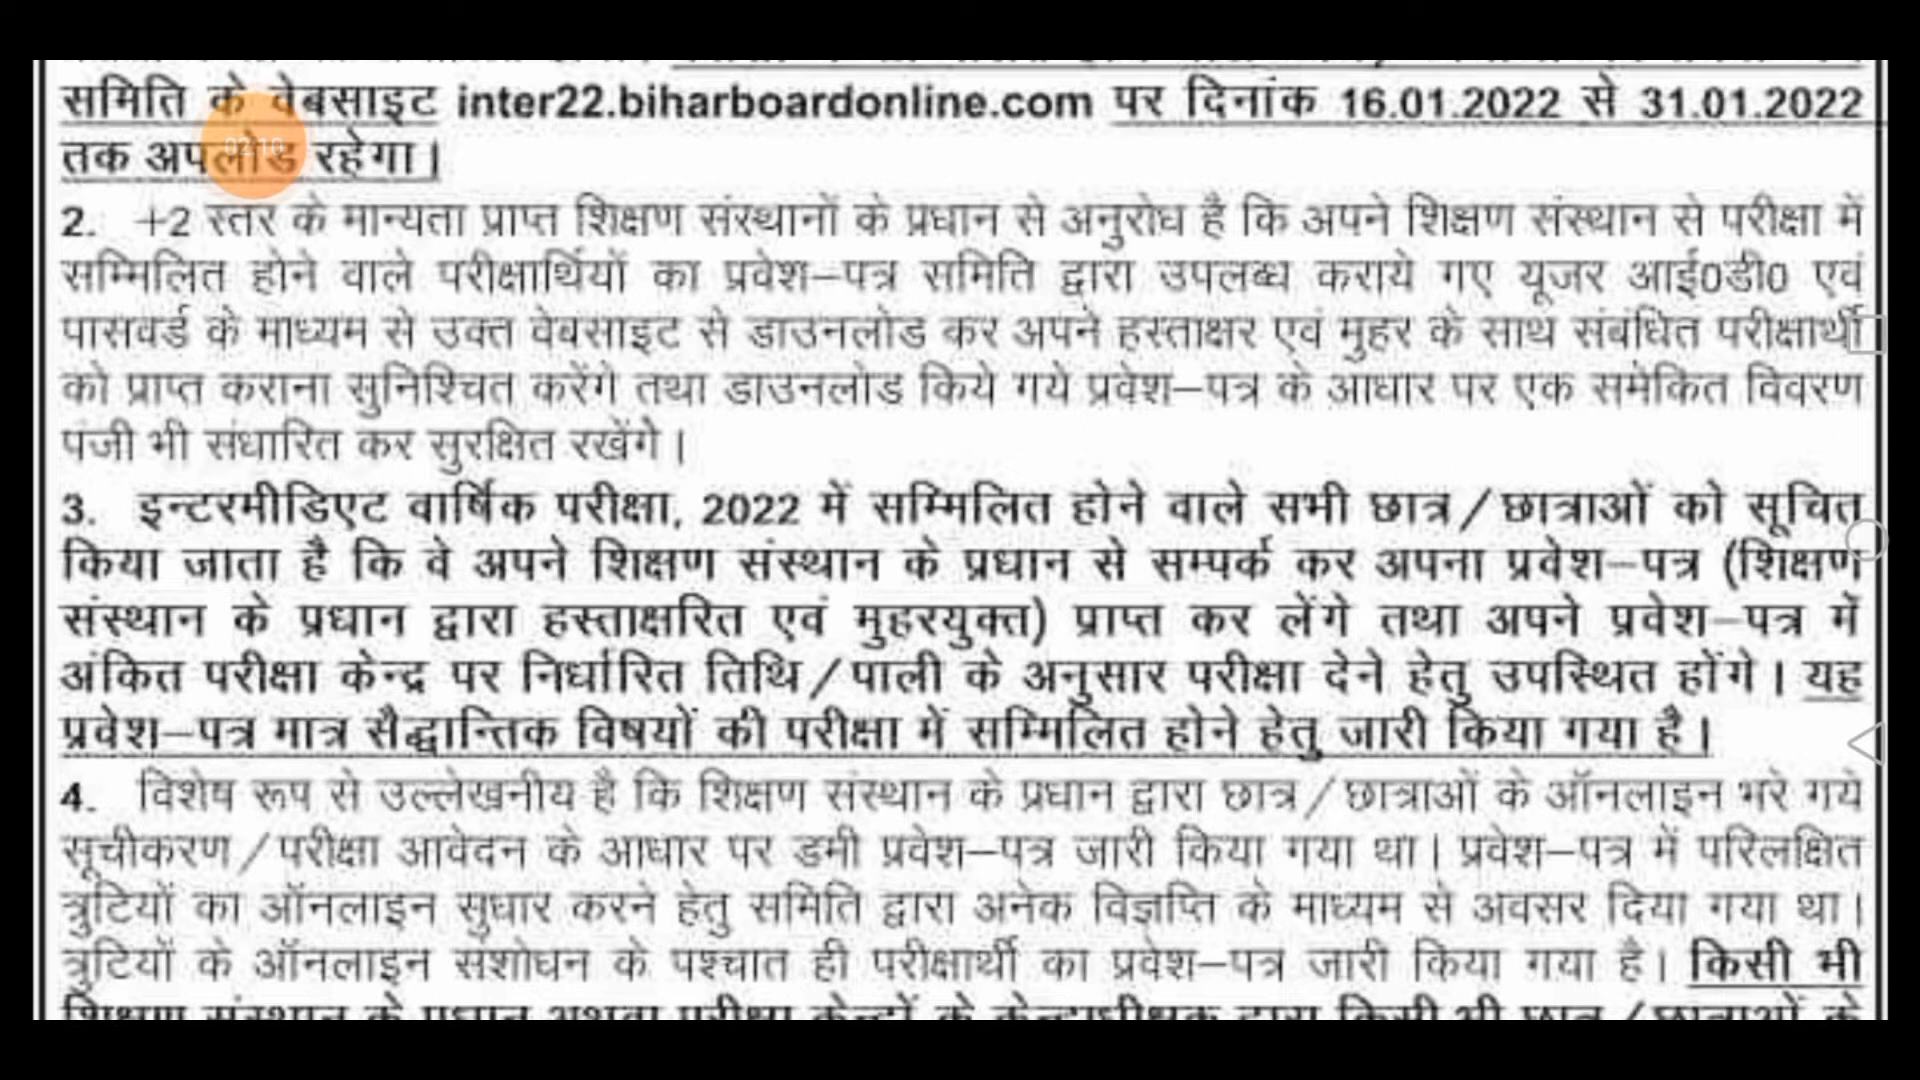 समिति के वेबसाइट inter22.biharboardonline.com पर दिनांक 16.01.2022 से 31.01.2022
तक अपलोड रहेगा।
02:10
2. +2 स्तर के मान्यता प्राप्त शिक्षण संस्थानों के प्रधान से अनुरोध है कि अपने शिक्षण संस्थान से परीक्षा में
सम्मिलित होने वाले परीक्षार्थियों का प्रवेश–पत्र समिति द्वारा उपलब्ध कराये गए यूजर आई0डी0 एवं
पासवर्ड के माध्यम से उक्त वेबसाइट से डाउनलोड कर अपने हस्ताक्षर एवं मुहर के साथ संबंधित परीक्षार्थी
को प्राप्त कराना सुनिश्चित करेंगे तथा डाउनलोड किये गये प्रवेश–पत्र के आधार पर एक समेकित विवरण
पंजी भी संधारित कर सुरक्षित रखेंगे।
3. इन्टरमीडिएट वार्षिक परीक्षा, 2022 में सम्मिलित होने वाले सभी छात्र/छात्राओं को सूचित
किया जाता है कि वे अपने शिक्षण संस्थान के प्रधान से सम्पर्क कर अपना प्रवेश–पत्र (शिक्षण
संस्थान के प्रधान द्वारा हस्ताक्षरित एवं मुहरयुक्त) प्राप्त कर लेंगे तथा अपने प्रवेश–पत्र में
अंकित परीक्षा केन्द्र पर निर्धारित तिथि/पाली के अनुसार परीक्षा देने हेतु उपस्थित होंगे। यह
प्रवेश–पत्र मात्र सैद्धान्तिक विषयों की परीक्षा में सम्मिलित होने हेतु जारी किया गया है।
4. विशेष रूप से उल्लेखनीय है कि शिक्षण संस्थान के प्रधान द्वारा छात्र/छात्राओं के ऑनलाइन भरे गये
सूचीकरण/परीक्षा आवेदन के आधार पर डमी प्रवेश–पत्र जारी किया गया था। प्रवेश–पत्र में परिलक्षित
त्रुटियों का ऑनलाइन सुधार करने हेतु समिति द्वारा अनेक विज्ञप्ति के माध्यम से अवसर दिया गया था।
त्रुटियों के ऑनलाइन संशोधन के पश्चात ही परीक्षार्थी का प्रवेश–पत्र जारी किया गया है। किसी भी
शिक्षण संस्थान के प्रधान अथवा परीक्षा केन्द्रों के केन्द्राधीक्षक द्वारा किसी भी छात्र/छात्राओं के